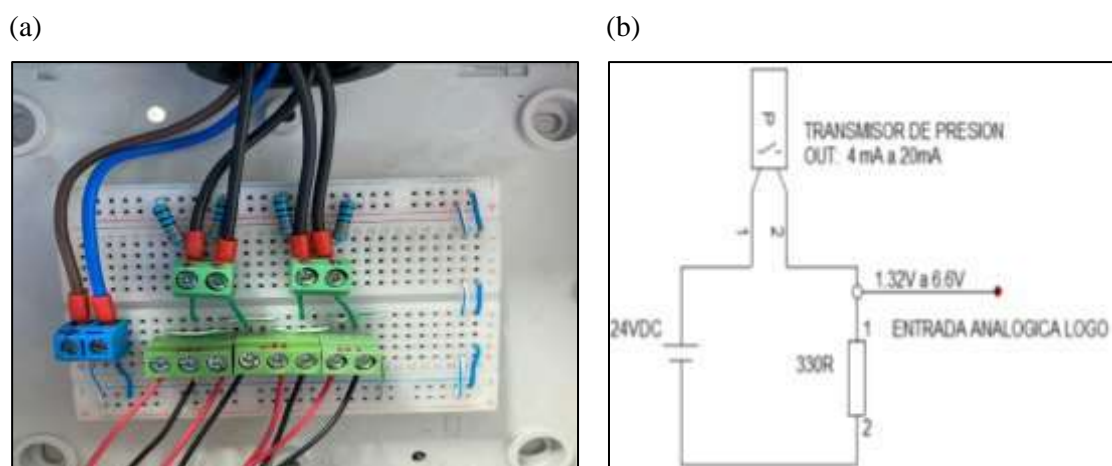 (a)
(b)
P
TRANSMISOR DE PRESION
OUT: 4 mA a 20mA
1
2
1.32V a 6.6V
24VDC
1
ENTRADA ANALOGICA LOGO
330R
2